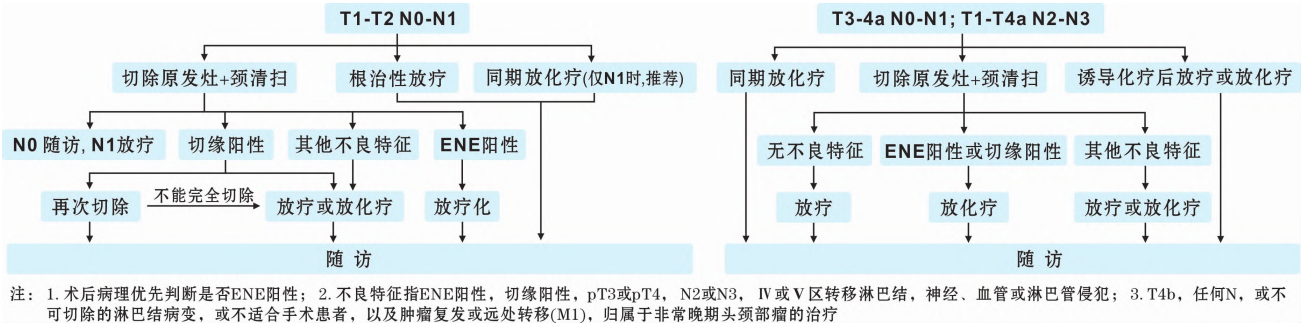 T1-T2 N0-N1
切除原发灶+颈清扫
根治性放疗
同期放化疗(仅N1时,推荐)
N0 随访, N1放疗
切缘阳性
其他不良特征
ENE阳性
再次切除
不能完全切除
放疗或放化疗
放疗化
随 访
T3-4a N0-N1; T1-T4a N2-N3
同期放化疗
切除原发灶+颈清扫
诱导化疗后放疗或放化疗
无不良特征
ENE阳性或切缘阳性
其他不良特征
放疗
放化疗
放疗或放化疗
随 访
注: 1. 术后病理优先判断是否ENE阳性; 2. 不良特征指ENE阳性, 切缘阳性, pT3或pT4, N2或N3, Ⅳ或Ⅴ区转移淋巴结, 神经、血管或淋巴管侵犯; 3. T4b, 任何N, 或不
可切除的淋巴结病变, 或不适合手术患者, 以及肿瘤复发或远处转移(M1), 归属于非常晚期头颈部瘤的治疗